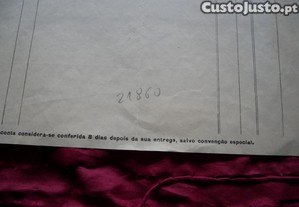 Custojusto.pt
21860
conta considera-se conferida 8 dias depois da sua entrega, salvo convenção especial.